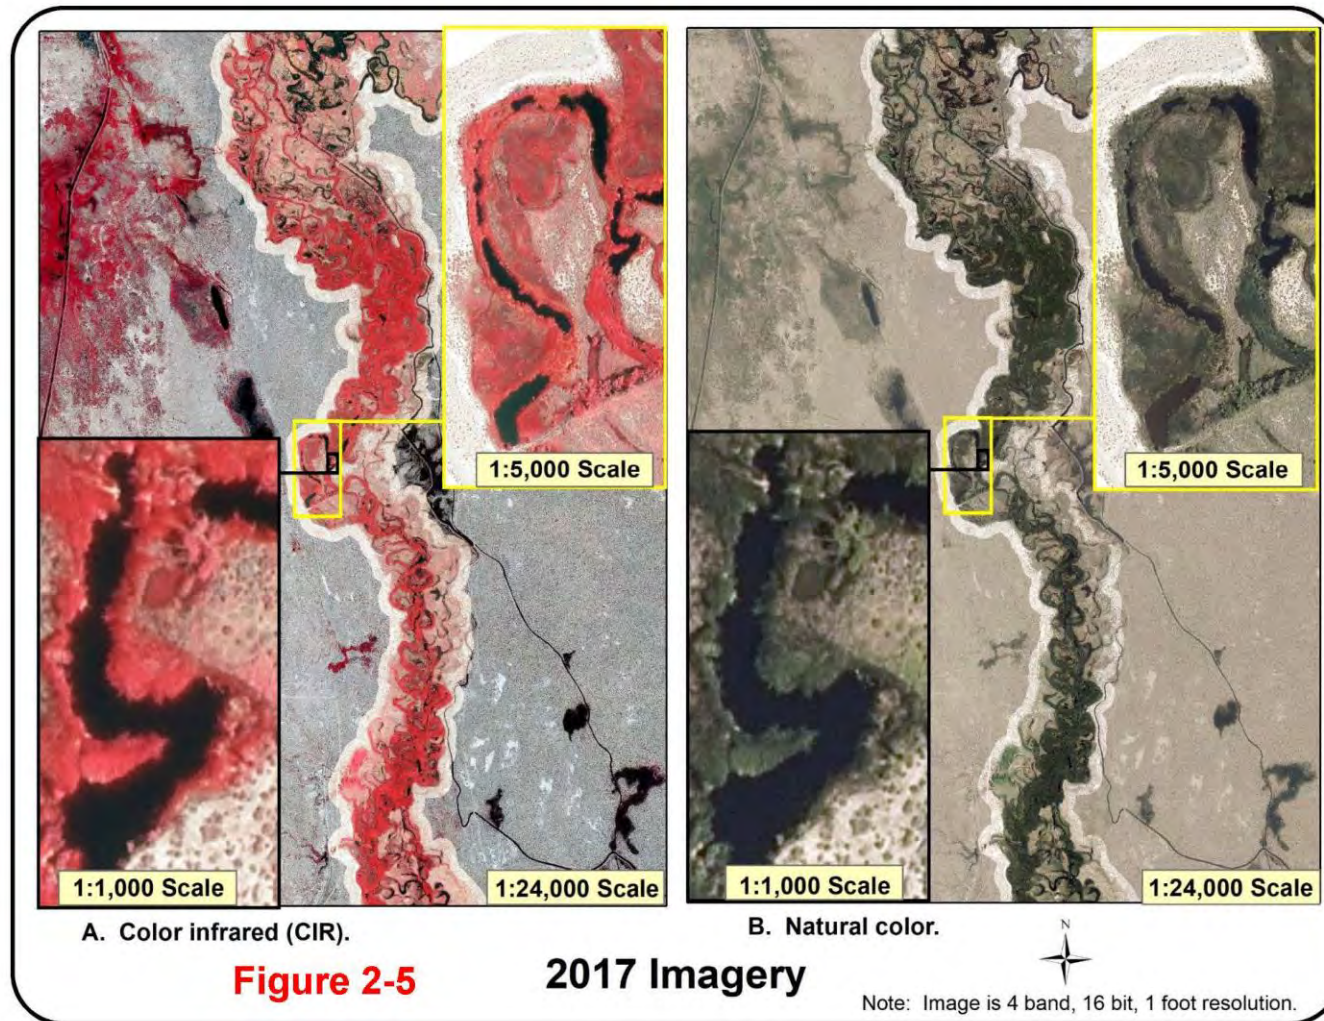 1:5,000 Scale
1:1,000 Scale
1:24,000 Scale
A. Color infrared (CIR).
1:5,000 Scale
1:1,000 Scale
1:24,000 Scale
B. Natural color.
N
Figure 2-5
2017 Imagery
Note: Image is 4 band, 16 bit, 1 foot resolution.